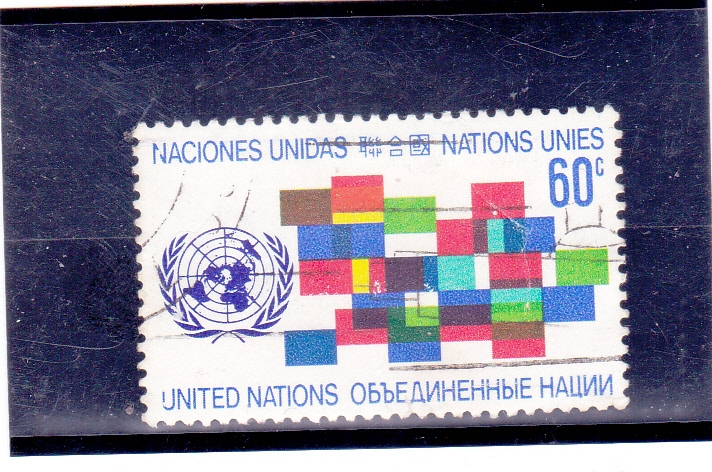 NACIONES UNIDAS 聯合國 NATIONS UNIES
60c
UNITED NATIONS ОБЪЕДИНЕННЫЕ НАЦИИ